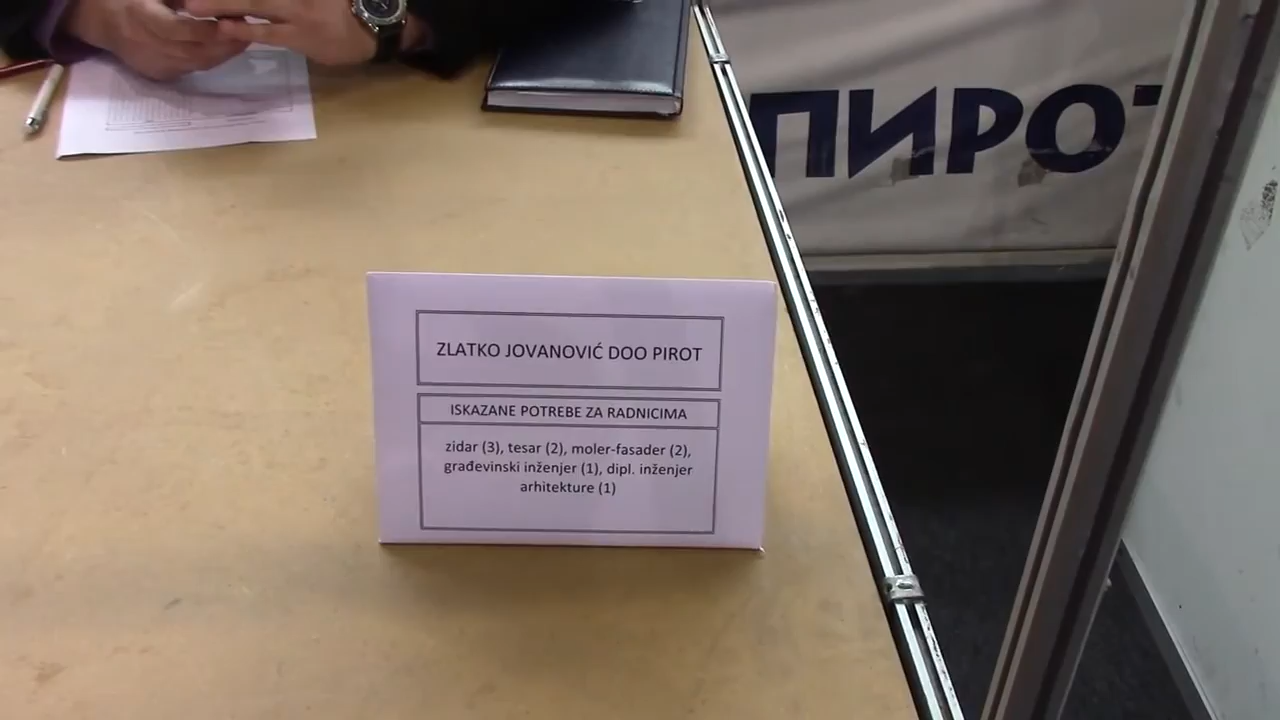 ПИРОТ
ZLATKO JOVANOVIĆ DOO PIROT
ISKAZANE POTREBE ZA RADNICIMA
zidar (3), tesar (2), moler-fasader (2),
građevinski inženjer (1), dipl. inženjer
arhitekture (1)